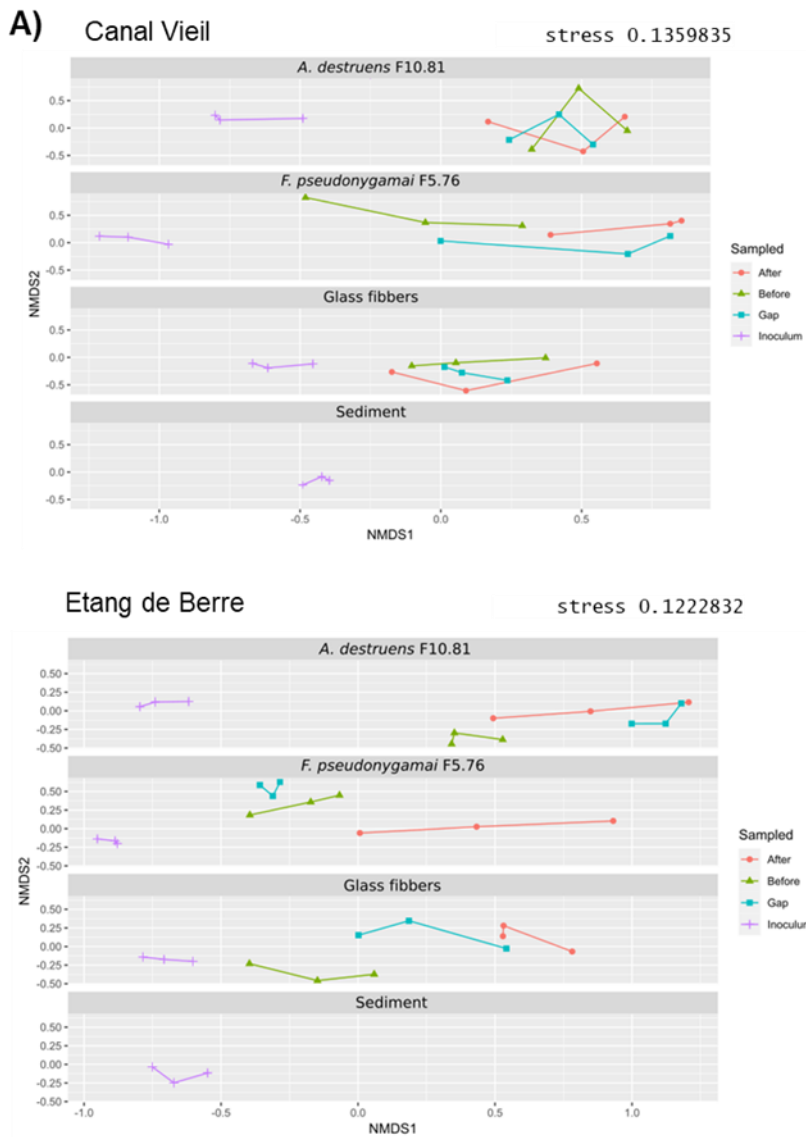 A)
Canal Vieil stress 0.1359835
A. destruens F10.81
0.5
0.0
-0.5
F. pseudonygamai F5.76
0.5
0.0
-0.5
Glass fibbers
0.5
0.0
-0.5
Sediment
0.5
0.0
-0.5
-1.0 -0.5 0.0 0.5
NMDS1
NMDS2
Sampled
After
Before
Gap
Inoculum
Etang de Berre stress 0.1222832
A. destruens F10.81
0.50
0.25
0.00
-0.25
-0.50
F. pseudonygamai F5.76
0.50
0.25
0.00
-0.25
-0.50
Glass fibbers
0.50
0.25
0.00
-0.25
-0.50
Sediment
0.50
0.25
0.00
-0.25
-0.50
-1.0 -0.5 0.0 0.5 1.0
NMDS1
NMDS2
Sampled
After
Before
Gap
Inoculum